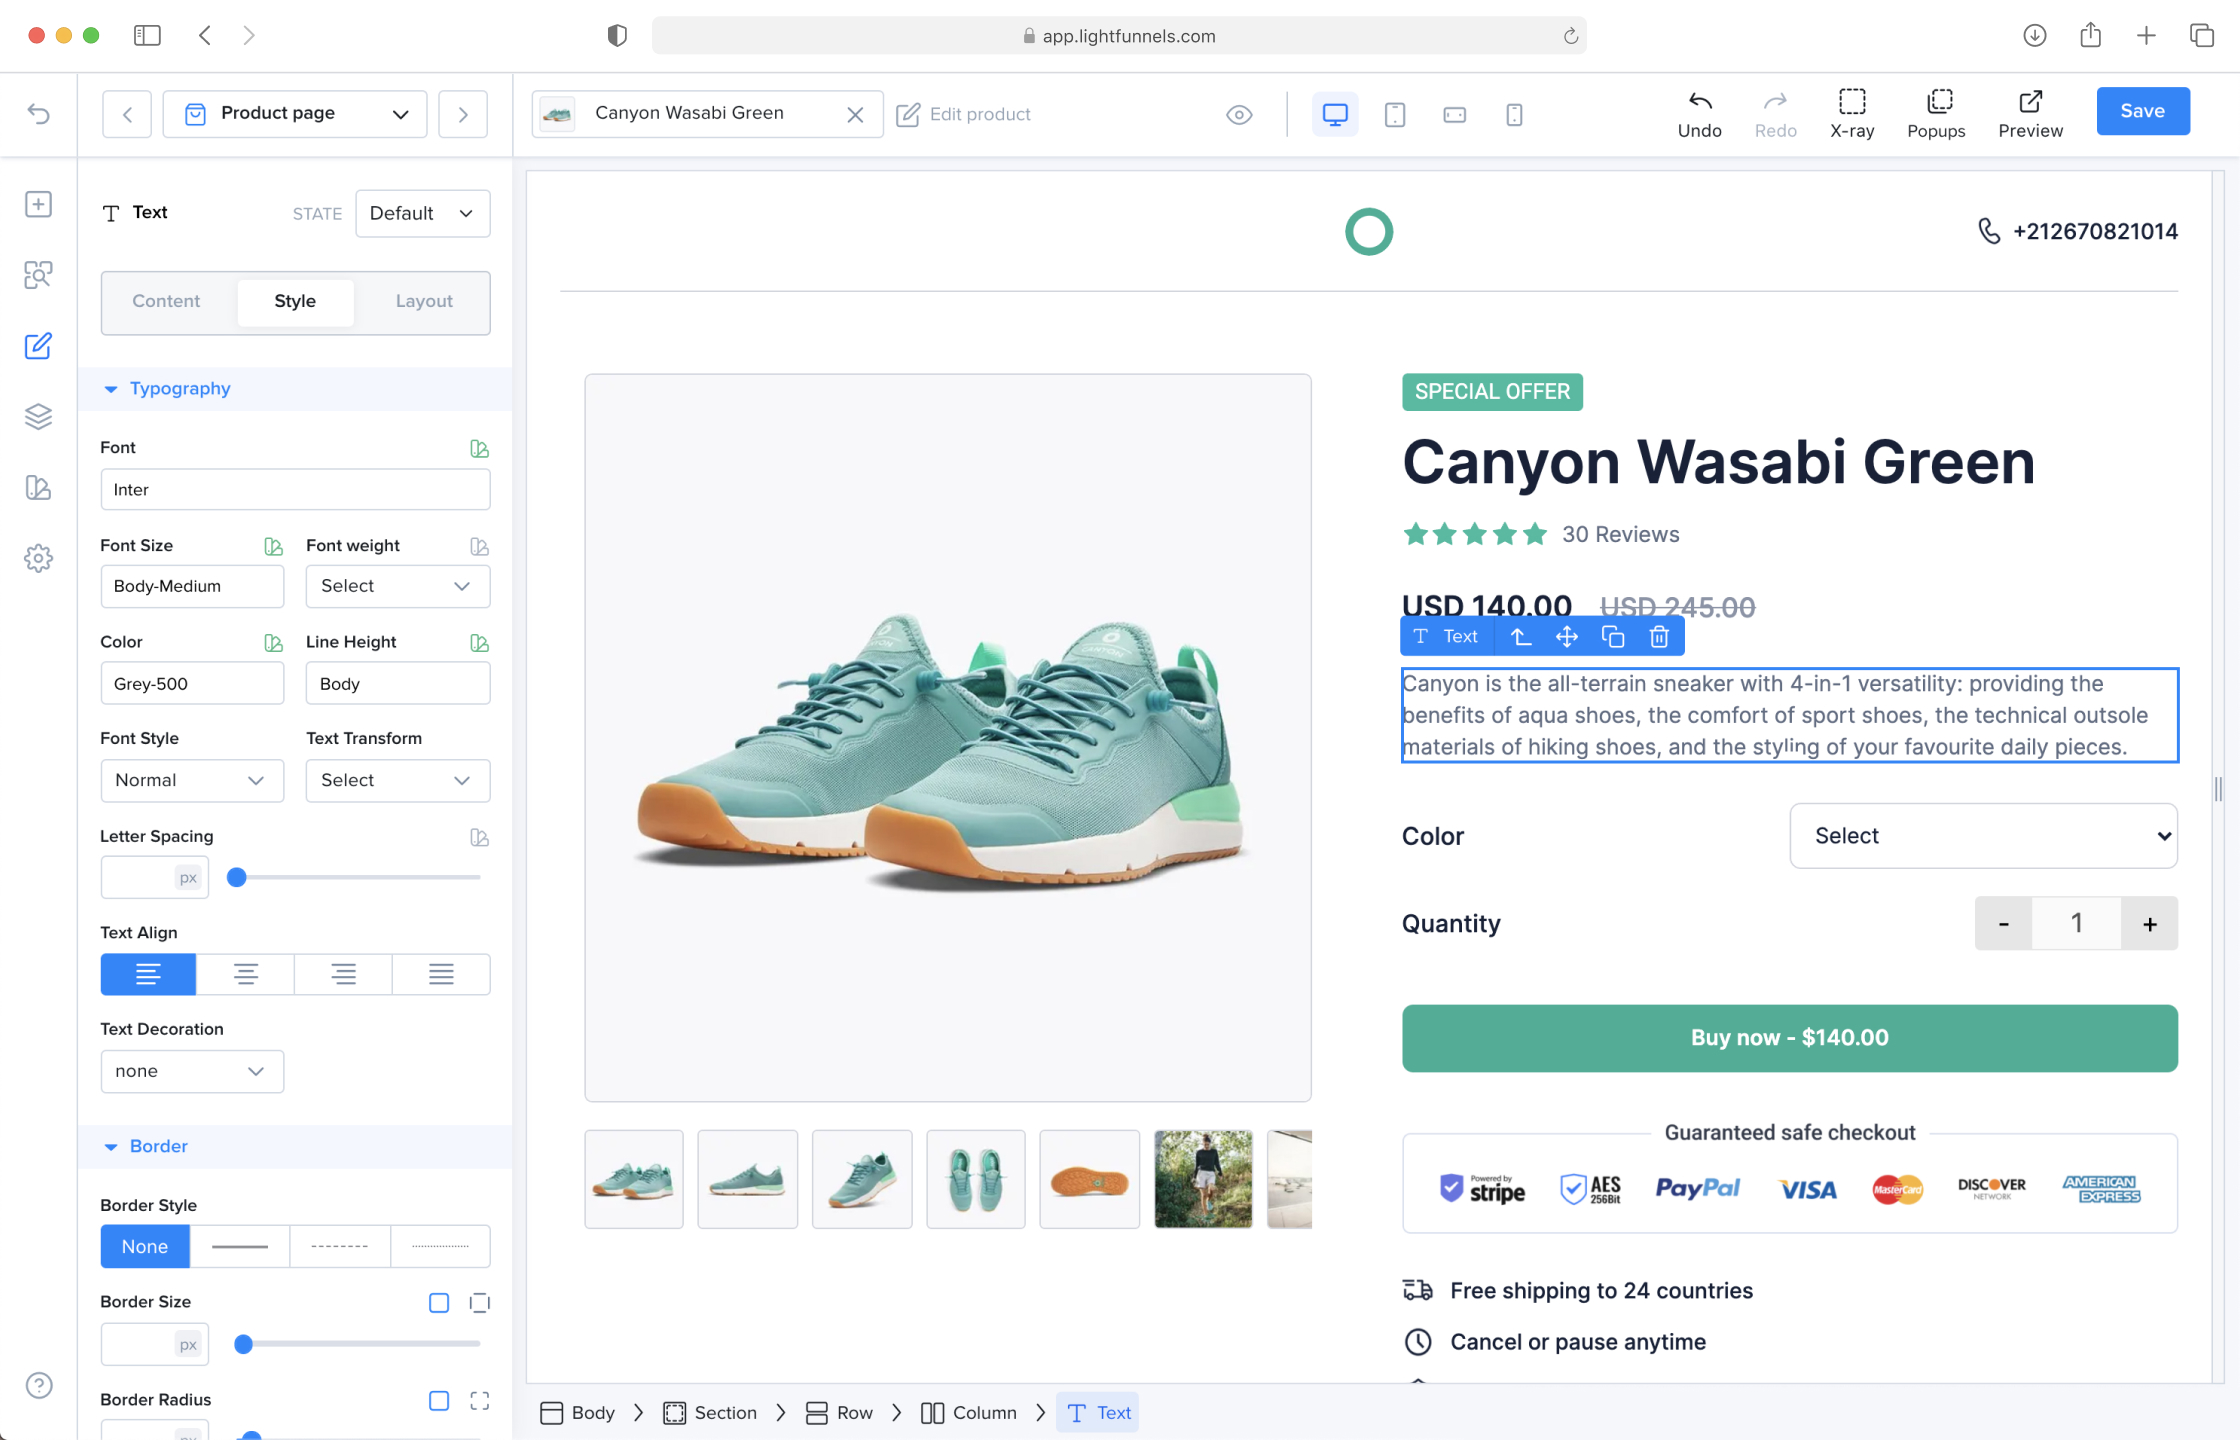 app.lightfunnels.com
Product page
Canyon Wasabi Green
Edit product
Undo
Redo
X-ray
Popups
Preview
Save
Text
STATE
Default
Content
Style
Layout
Typography
Font
Inter
Font Size
Font weight
Body-Medium
Select
Color
Line Height
Grey-500
Body
Font Style
Text Transform
Normal
Select
Letter Spacing
px
Text Align
Text Decoration
none
Border
Border Style
None
Border Size
px
Border Radius
px
+212670821014
SPECIAL OFFER
Canyon Wasabi Green
30 Reviews
USD 140.00 USD 245.00
Text
Canyon is the all-terrain sneaker with 4-in-1 versatility: providing the
benefits of aqua shoes, the comfort of sport shoes, the technical outsole
materials of hiking shoes, and the styling of your favourite daily pieces.
Color
Select
Quantity
- 1 +
Buy now - $140.00
Guaranteed safe checkout
Powered by
stripe
AES
256Bit
PayPal
VISA
MasterCard
DISCOVER
NETWORK
AMERICAN
EXPRESS
Free shipping to 24 countries
Cancel or pause anytime
Body
Section
Row
Column
Text
CANYON